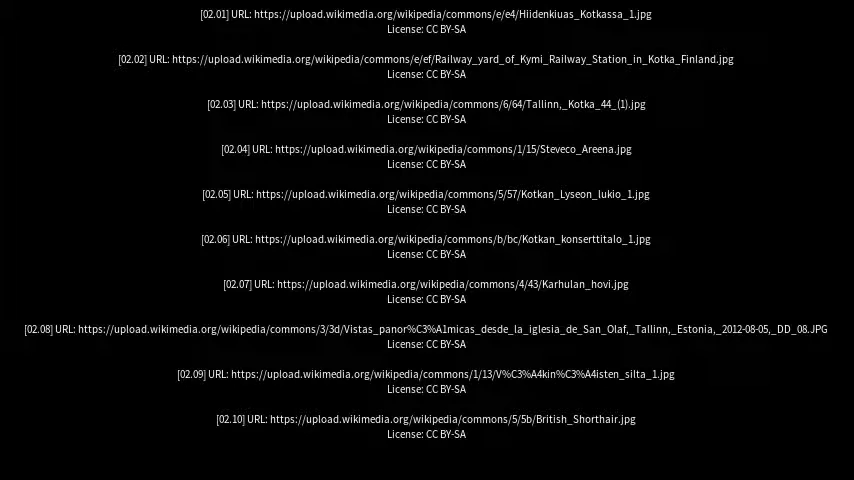 [02.01] URL: https://upload.wikimedia.org/wikipedia/commons/e/e4/Hiidenkiuas_Kotkassa_1.jpg
License: CC BY-SA
[02.02] URL: https://upload.wikimedia.org/wikipedia/commons/e/ef/Railway_yard_of_Kymi_Railway_Station_in_Kotka_Finland.jpg
License: CC BY-SA
[02.03] URL: https://upload.wikimedia.org/wikipedia/commons/6/64/Tallinn,_Kotka_44_(1).jpg
License: CC BY-SA
[02.04] URL: https://upload.wikimedia.org/wikipedia/commons/1/15/Steveco_Areena.jpg
License: CC BY-SA
[02.05] URL: https://upload.wikimedia.org/wikipedia/commons/5/57/Kotkan_Lyseon_lukio_1.jpg
License: CC BY-SA
[02.06] URL: https://upload.wikimedia.org/wikipedia/commons/b/bc/Kotkan_konserttitalo_1.jpg
License: CC BY-SA
[02.07] URL: https://upload.wikimedia.org/wikipedia/commons/4/43/Karhulan_hovi.jpg
License: CC BY-SA
[02.08] URL: https://upload.wikimedia.org/wikipedia/commons/3/3d/Vistas_panor%C3%A1micas_desde_la_iglesia_de_San_Olaf,_Tallinn,_Estonia,_2012-08-05,_DD_08.JPG
License: CC BY-SA
[02.09] URL: https://upload.wikimedia.org/wikipedia/commons/1/13/V%C3%A4kin%C3%A4isten_silta_1.jpg
License: CC BY-SA
[02.10] URL: https://upload.wikimedia.org/wikipedia/commons/5/5b/British_Shorthair.jpg
License: CC BY-SA